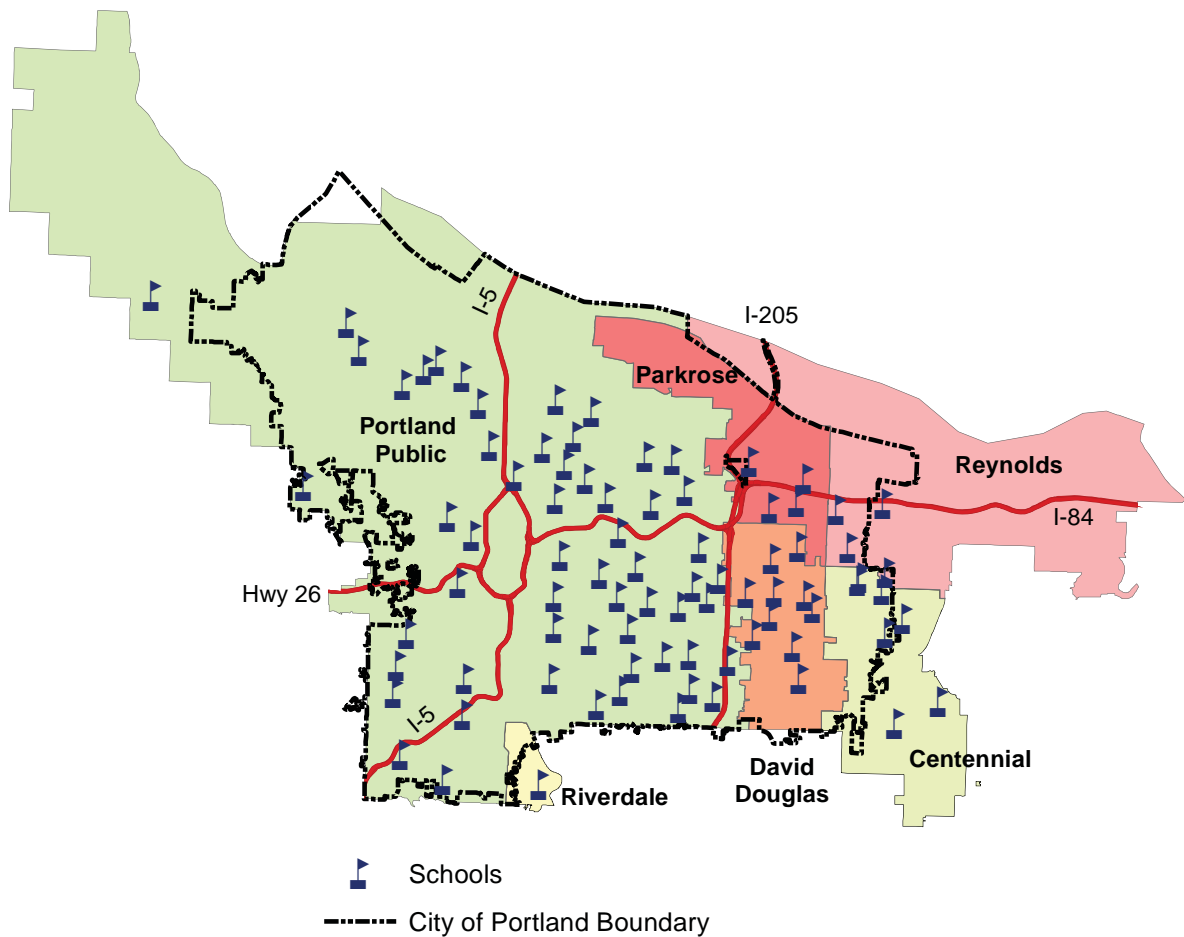 I-5
I-205
Parkrose
Portland
Public
Reynolds
I-84
Hwy 26
I-5
David
Douglas
Centennial
Riverdale
Schools
City of Portland Boundary